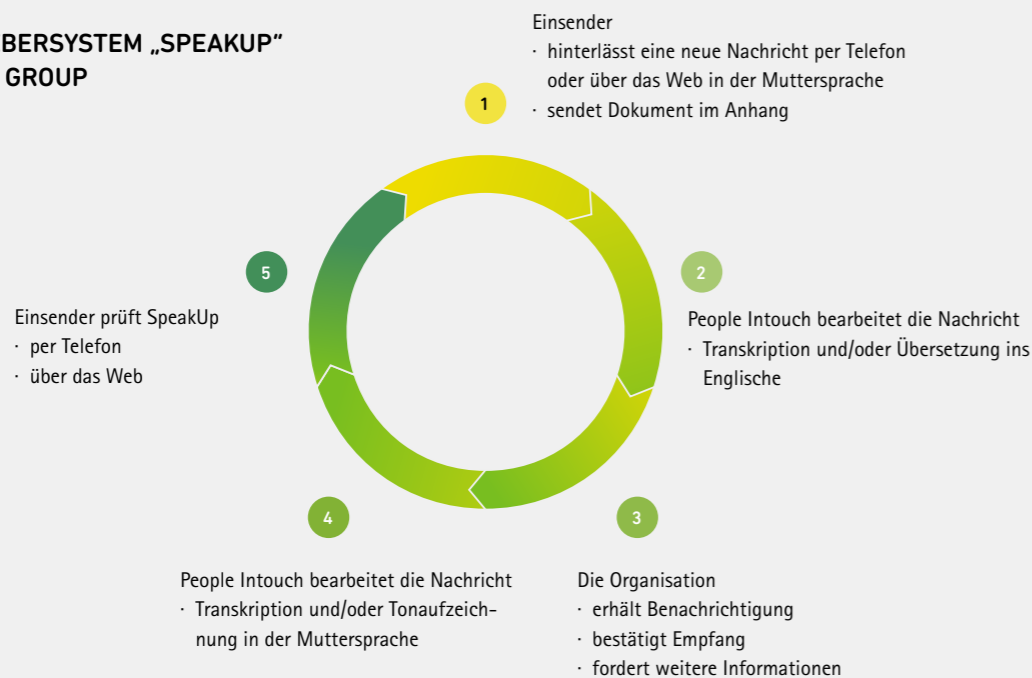 BERSYSTEM „SPEAKUP“
GROUP
1
Einsender
· hinterlässt eine neue Nachricht per Telefon
oder über das Web in der Muttersprache
· sendet Dokument im Anhang
2
People Intouch bearbeitet die Nachricht
· Transkription und/oder Übersetzung ins
Englische
3
Die Organisation
· erhält Benachrichtigung
· bestätigt Empfang
· fordert weitere Informationen
4
People Intouch bearbeitet die Nachricht
· Transkription und/oder Tonaufzeich-
nung in der Muttersprache
5
Einsender prüft SpeakUp
· per Telefon
· über das Web